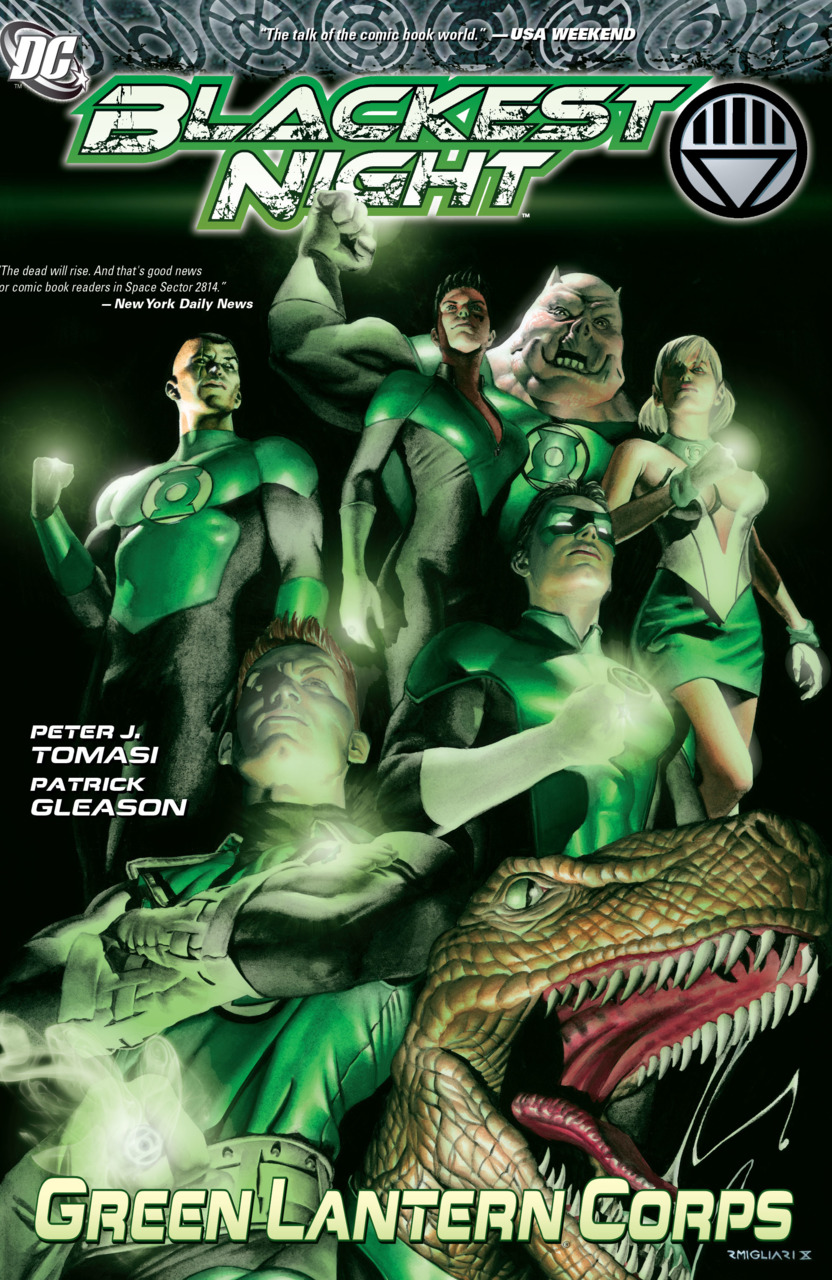 "The talk of the comic book world." — USA WEEKEND
DC
TM
BLACKEST
NIGHT
TM
"The dead will rise. And that's good news
or comic book readers in Space Sector 2814."
— New York Daily News
PETER J.
TOMASI
PATRICK
GLEASON
GREEN LANTERN CORPS
RMIGLIARI X